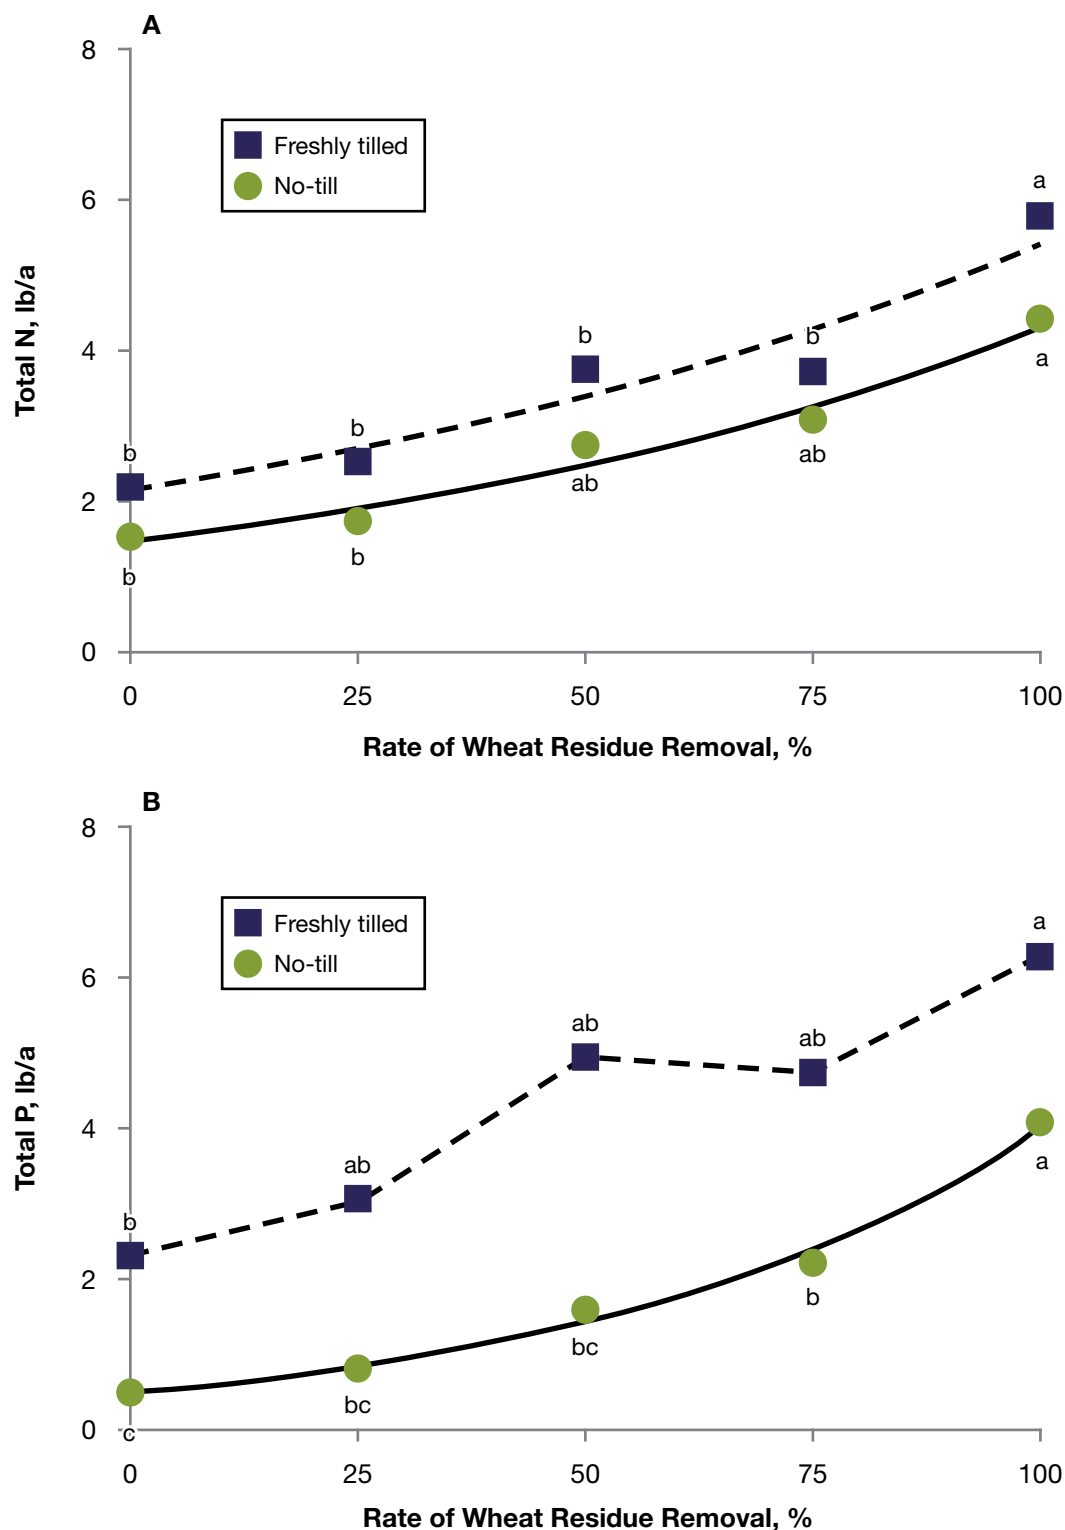 A
8
Freshly tilled
No-till
a
6
b
b
4
a
b
b
ab
ab
2
b
b
0
0 25 50 75 100
Total N, lb/a
Rate of Wheat Residue Removal, %
B
8
Freshly tilled
No-till
a
6
ab
ab
4
ab
a
b
2
b
bc
bc
0
c
0 25 50 75 100
Total P, lb/a
Rate of Wheat Residue Removal, %